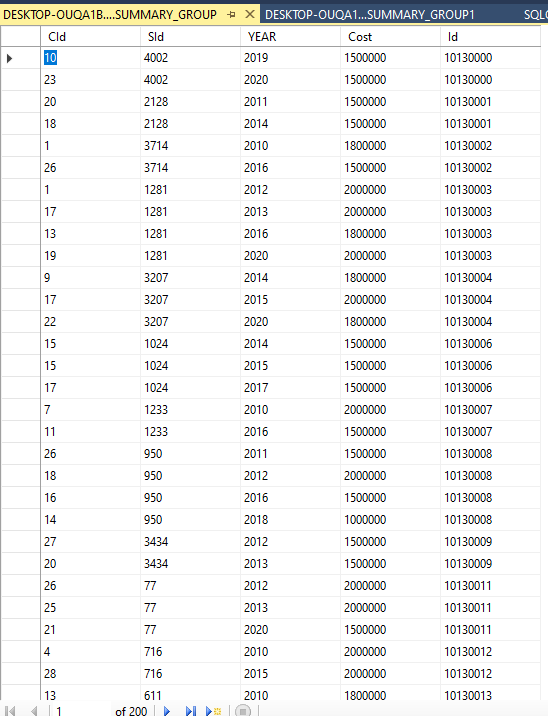 DESKTOP-OUQA1B....SUMMARY_GROUP DESKTOP-OUQA1...SUMMARY_GROUP1 SQLQ
CId SId YEAR Cost Id
10 4002 2019 1500000 10130000
23 4002 2020 1500000 10130000
20 2128 2011 1500000 10130001
18 2128 2014 1500000 10130001
1 3714 2010 1800000 10130002
26 3714 2016 1500000 10130002
1 1281 2012 2000000 10130003
17 1281 2013 2000000 10130003
13 1281 2016 1800000 10130003
19 1281 2020 2000000 10130003
9 3207 2014 1800000 10130004
17 3207 2015 2000000 10130004
22 3207 2020 1800000 10130004
15 1024 2014 1500000 10130006
15 1024 2015 1500000 10130006
17 1024 2017 1500000 10130006
7 1233 2010 2000000 10130007
11 1233 2016 1500000 10130007
26 950 2011 1500000 10130008
18 950 2012 2000000 10130008
16 950 2016 1500000 10130008
14 950 2018 1000000 10130008
27 3434 2012 1500000 10130009
20 3434 2013 1500000 10130009
26 77 2012 2000000 10130011
25 77 2013 2000000 10130011
21 77 2020 1500000 10130011
4 716 2010 2000000 10130012
28 716 2015 2000000 10130012
13 611 2010 1800000 10130013
1 of 200